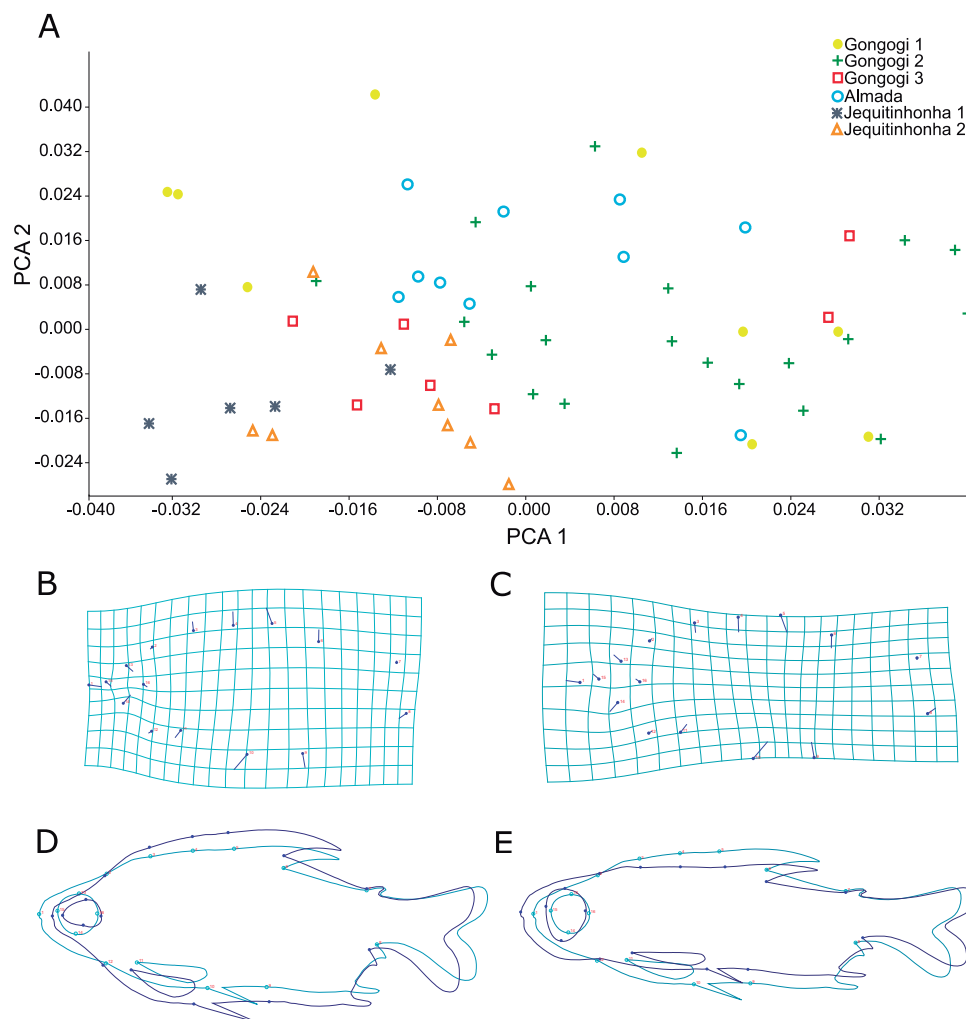 A
Gongogi 1
Gongogi 2
Gongogi 3
Almada
Jequitinhonha 1
Jequitinhonha 2
0.040
0.032
0.024
0.016
0.008
0.000
-0.008
-0.016
-0.024
PCA 2
-0.040 -0.032 -0.024 -0.016 -0.008 0.000 0.008 0.016 0.024 0.032
PCA 1
B
C
D
E